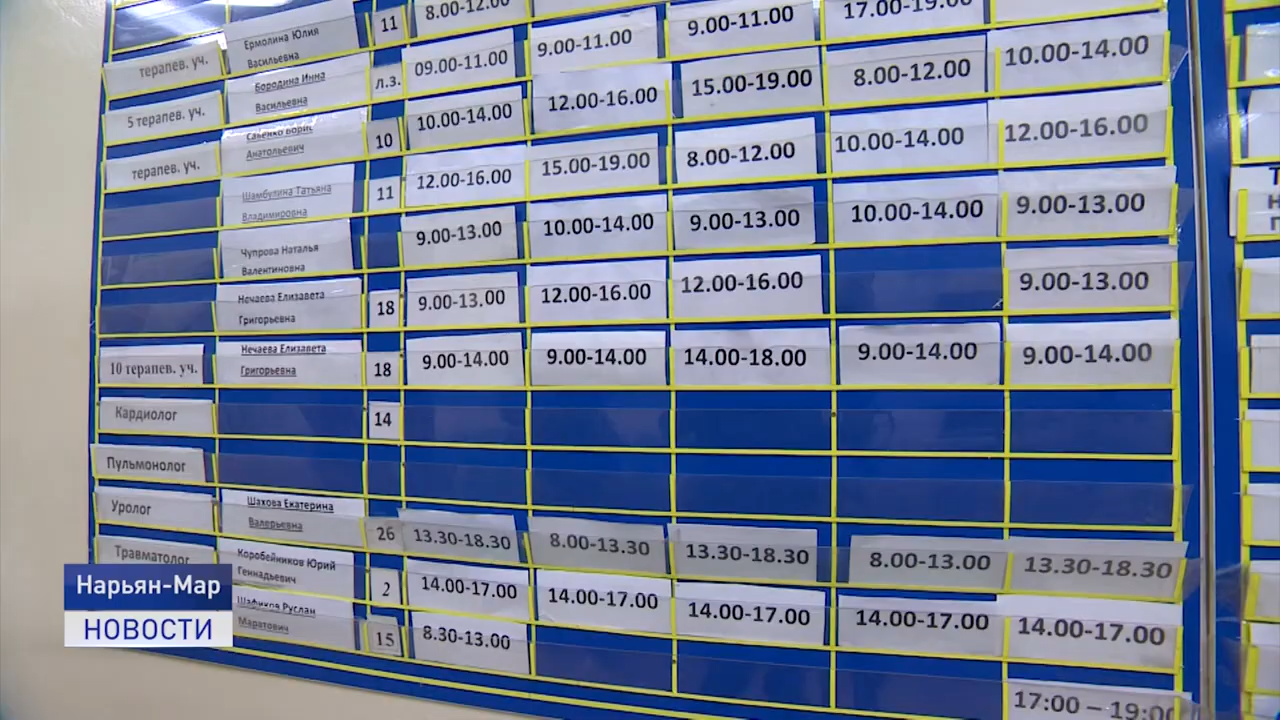 Ермолина Юлия
Васильевна
11
8.00-12.00
9.00-11.00
17.00-19.00
терапев. уч.
Бородина Инна
Васильевна
л.з.
09.00-11.00
9.00-11.00
15.00-19.00
8.00-12.00
10.00-14.00
5 терапев. уч.
Савенко Борис
Анатольевич
10
10.00-14.00
12.00-16.00
8.00-12.00
10.00-14.00
12.00-16.00
терапев. уч.
Шамбулина Татьяна
Владимировна
11
12.00-16.00
15.00-19.00
9.00-13.00
10.00-14.00
9.00-13.00
Чупрова Наталья
Валентиновна
9.00-13.00
10.00-14.00
12.00-16.00
9.00-13.00
Нечаева Елизавета
Григорьевна
18
9.00-13.00
12.00-16.00
10 терапев. уч.
Нечаева Елизавета
Григорьевна
18
9.00-14.00
9.00-14.00
14.00-18.00
9.00-14.00
9.00-14.00
Кардиолог
14
Пульмонолог
Уролог
Шахова Екатерина
Валерьевна
26
13.30-18.30
8.00-13.30
13.30-18.30
8.00-13.00
13.30-18.30
Травматолог
Коробейников Юрий
Геннадьевич
2
14.00-17.00
14.00-17.00
14.00-17.00
14.00-17.00
14.00-17.00
Шафиков Руслан
Маратович
15
8.30-13.00
17:00 – 19:00
Нарьян-Мар
НОВОСТИ